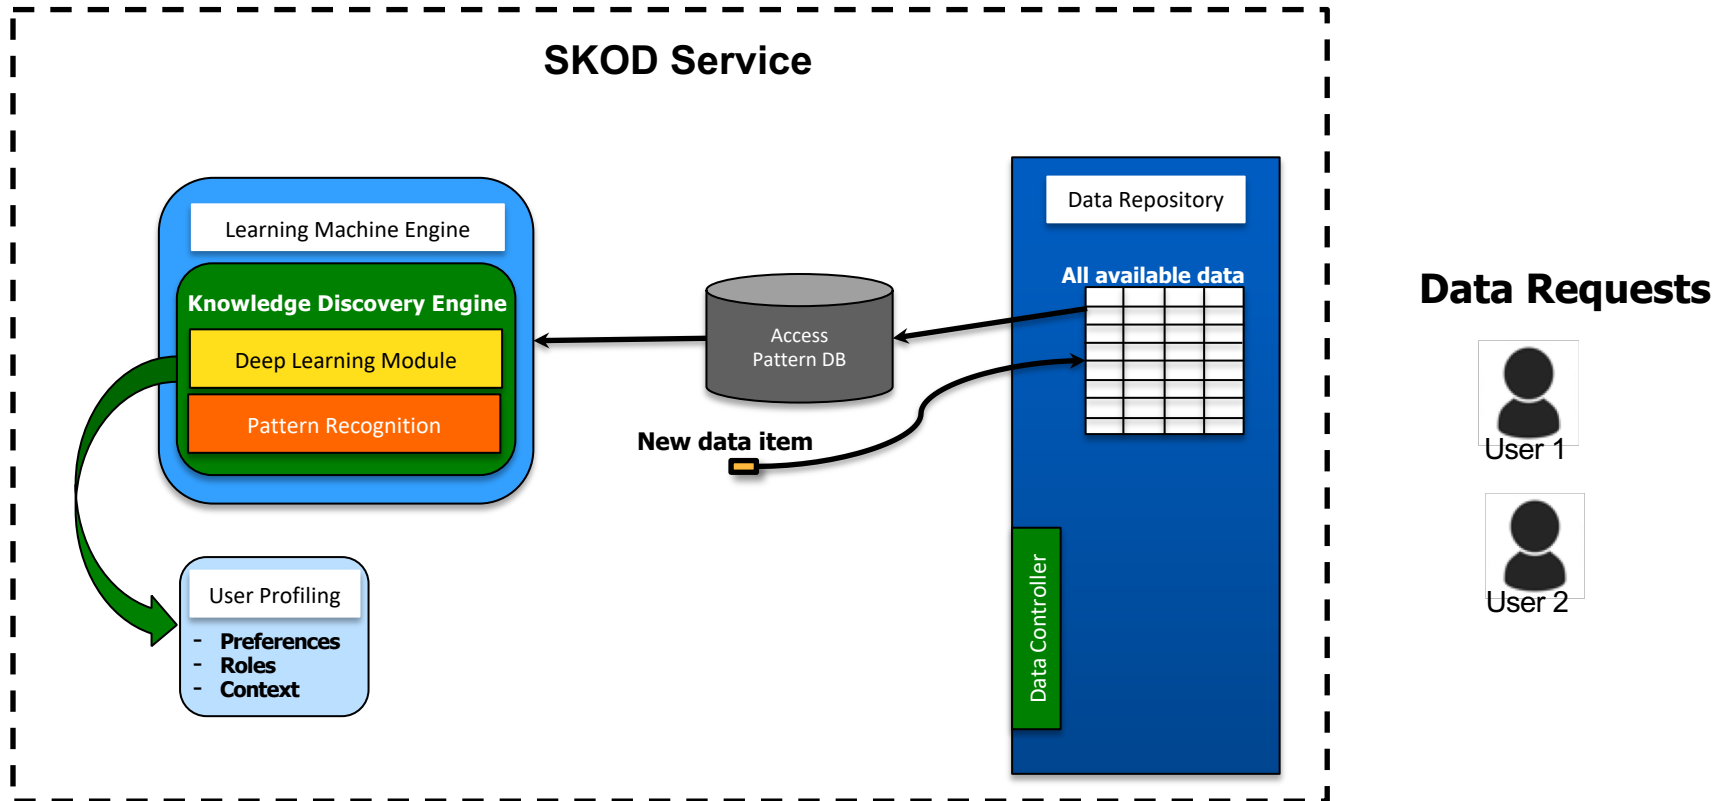 SKOD Service
Learning Machine Engine
Knowledge Discovery Engine
Deep Learning Module
Pattern Recognition
User Profiling
- Preferences
- Roles
- Context
Access
Pattern DB
New data item
Data Repository
All available data
Data Controller
Data Requests
User 1
User 2